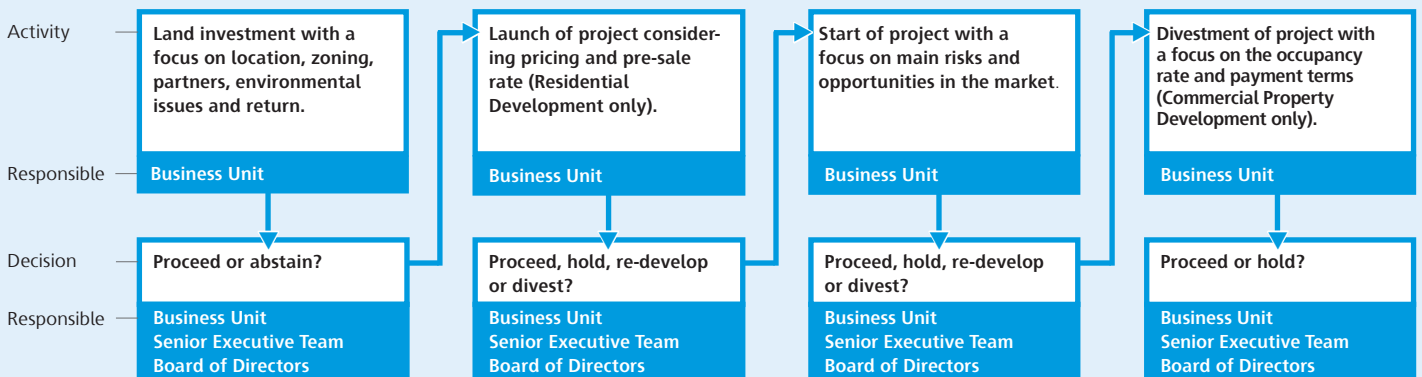 Activity
Land investment with a
focus on location, zoning,
partners, environmental
issues and return.
Launch of project consider-
ing pricing and pre-sale
rate (Residential
Development only).
Start of project with a
focus on main risks and
opportunities in the market.
Divestment of project with
a focus on the occupancy
rate and payment terms
(Commercial Property
Development only).
Responsible
Business Unit
Business Unit
Business Unit
Business Unit
Decision
Proceed or abstain?
Proceed, hold, re-develop
or divest?
Proceed, hold, re-develop
or divest?
Proceed or hold?
Responsible
Business Unit
Senior Executive Team
Board of Directors
Business Unit
Senior Executive Team
Board of Directors
Business Unit
Senior Executive Team
Board of Directors
Business Unit
Senior Executive Team
Board of Directors